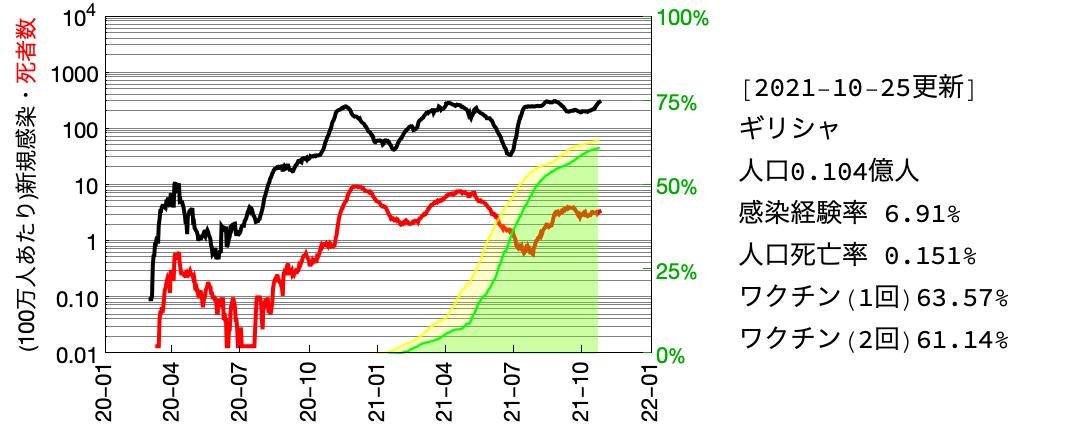 (100万人あたり)新規感染・死者数
10^4
1000
100
10
1
0.10
0.01
100%
75%
50%
25%
0%
20-01
20-04
20-07
20-10
21-01
21-04
21-07
21-10
22-01
[2021-10-25更新]
ギリシャ
人口0.104億人
感染経験率 6.91%
人口死亡率 0.151%
ワクチン(1回)63.57%
ワクチン(2回)61.14%